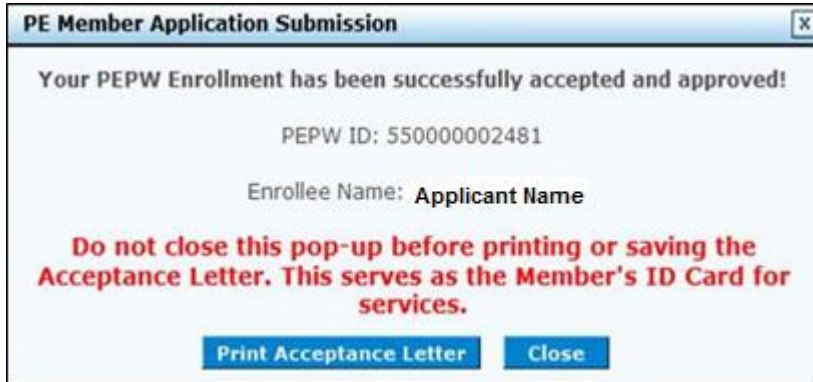 PE Member Application Submission
X
Your PEPW Enrollment has been successfully accepted and approved!
PEPW ID: 550000002481
Enrollee Name: Applicant Name
Do not close this pop-up before printing or saving the
Acceptance Letter. This serves as the Member's ID Card for
services.
Print Acceptance Letter
Close